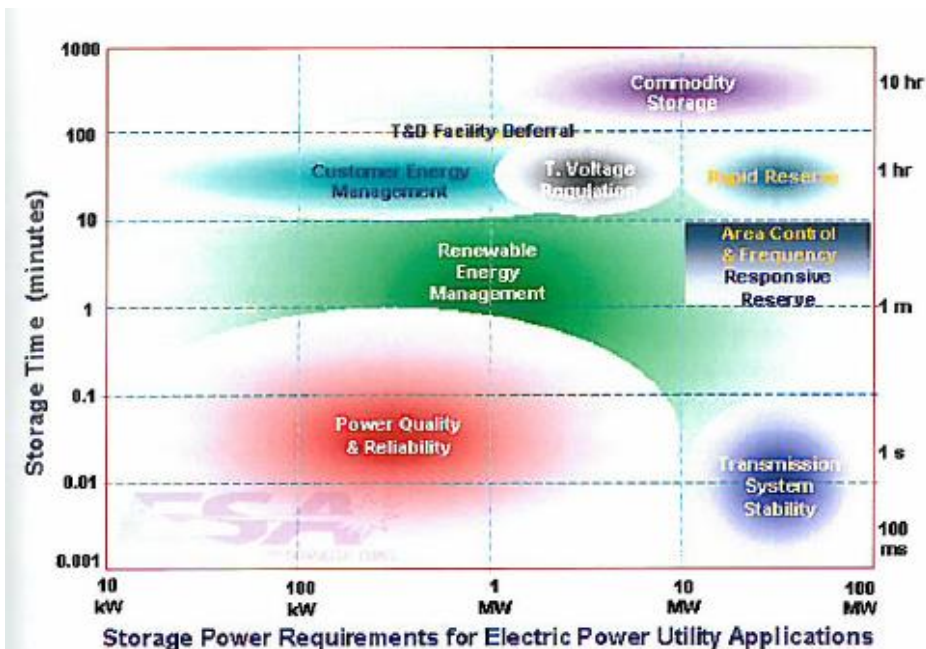 1000
100
10
1
0.1
0.01
0.001
Storage Time (minutes)
Commodity
Storage
T&D Facility Deferral
Customer Energy
Management
T. Voltage
Regulation
Rapid Reserve
Renewable
Energy
Management
Area Control
& Frequency
Responsive
Reserve
Power Quality
& Reliability
Transmission
System
Stability
ESA
10 hr
1 hr
1 m
1 s
100
ms
10
kW
100
kW
1
MW
10
MW
100
MW
Storage Power Requirements for Electric Power Utility Applications